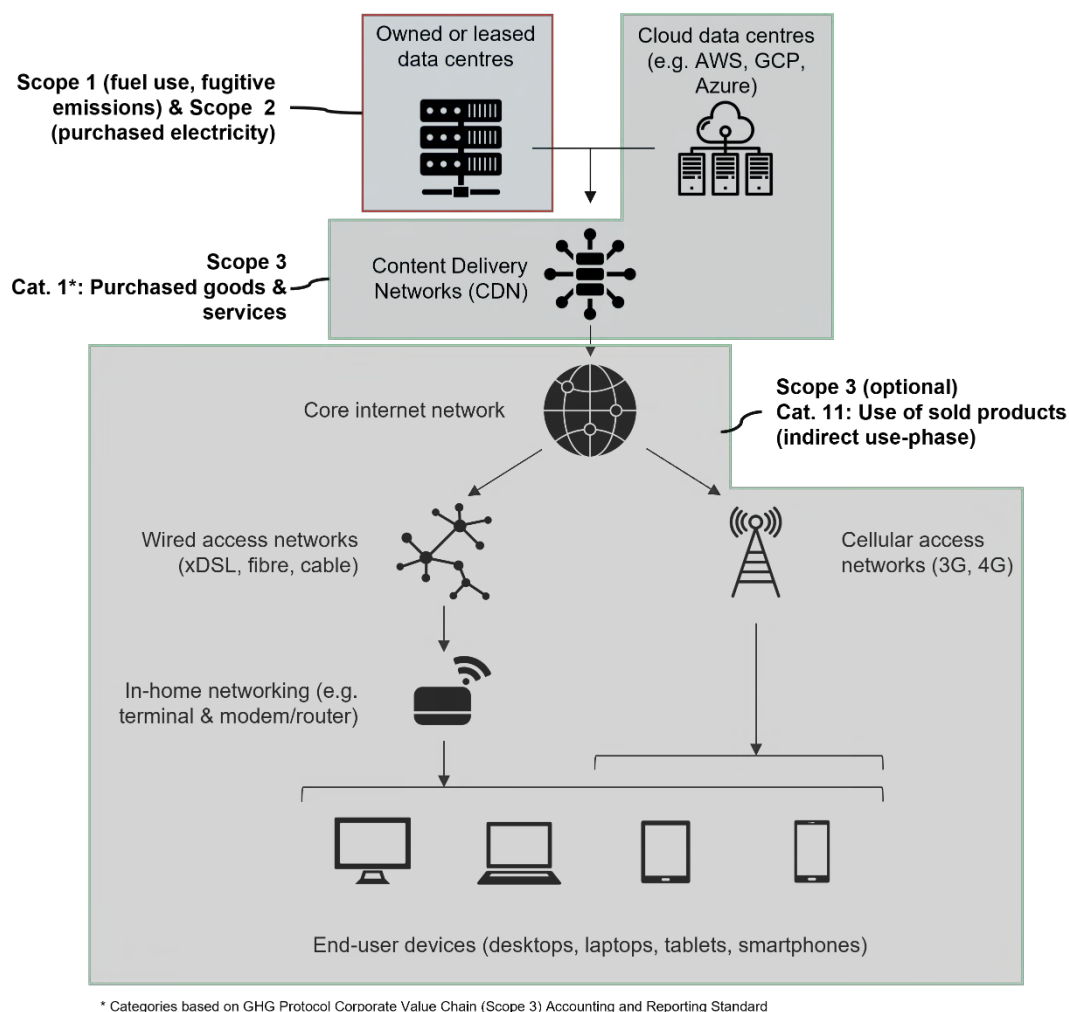 Owned or leased
data centres
Cloud data centres
(e.g. AWS, GCP,
Azure)
Scope 1 (fuel use, fugitive
emissions) & Scope 2
(purchased electricity)
Scope 3
Cat. 1*: Purchased goods &
services
Content Delivery
Networks (CDN)
Core internet network
Scope 3 (optional)
Cat. 11: Use of sold products
(indirect use-phase)
Wired access networks
(xDSL, fibre, cable)
Cellular access
networks (3G, 4G)
In-home networking (e.g.
terminal & modem/router)
End-user devices (desktops, laptops, tablets, smartphones)
* Categories based on GHG Protocol Corporate Value Chain (Scope 3) Accounting and Reporting Standard